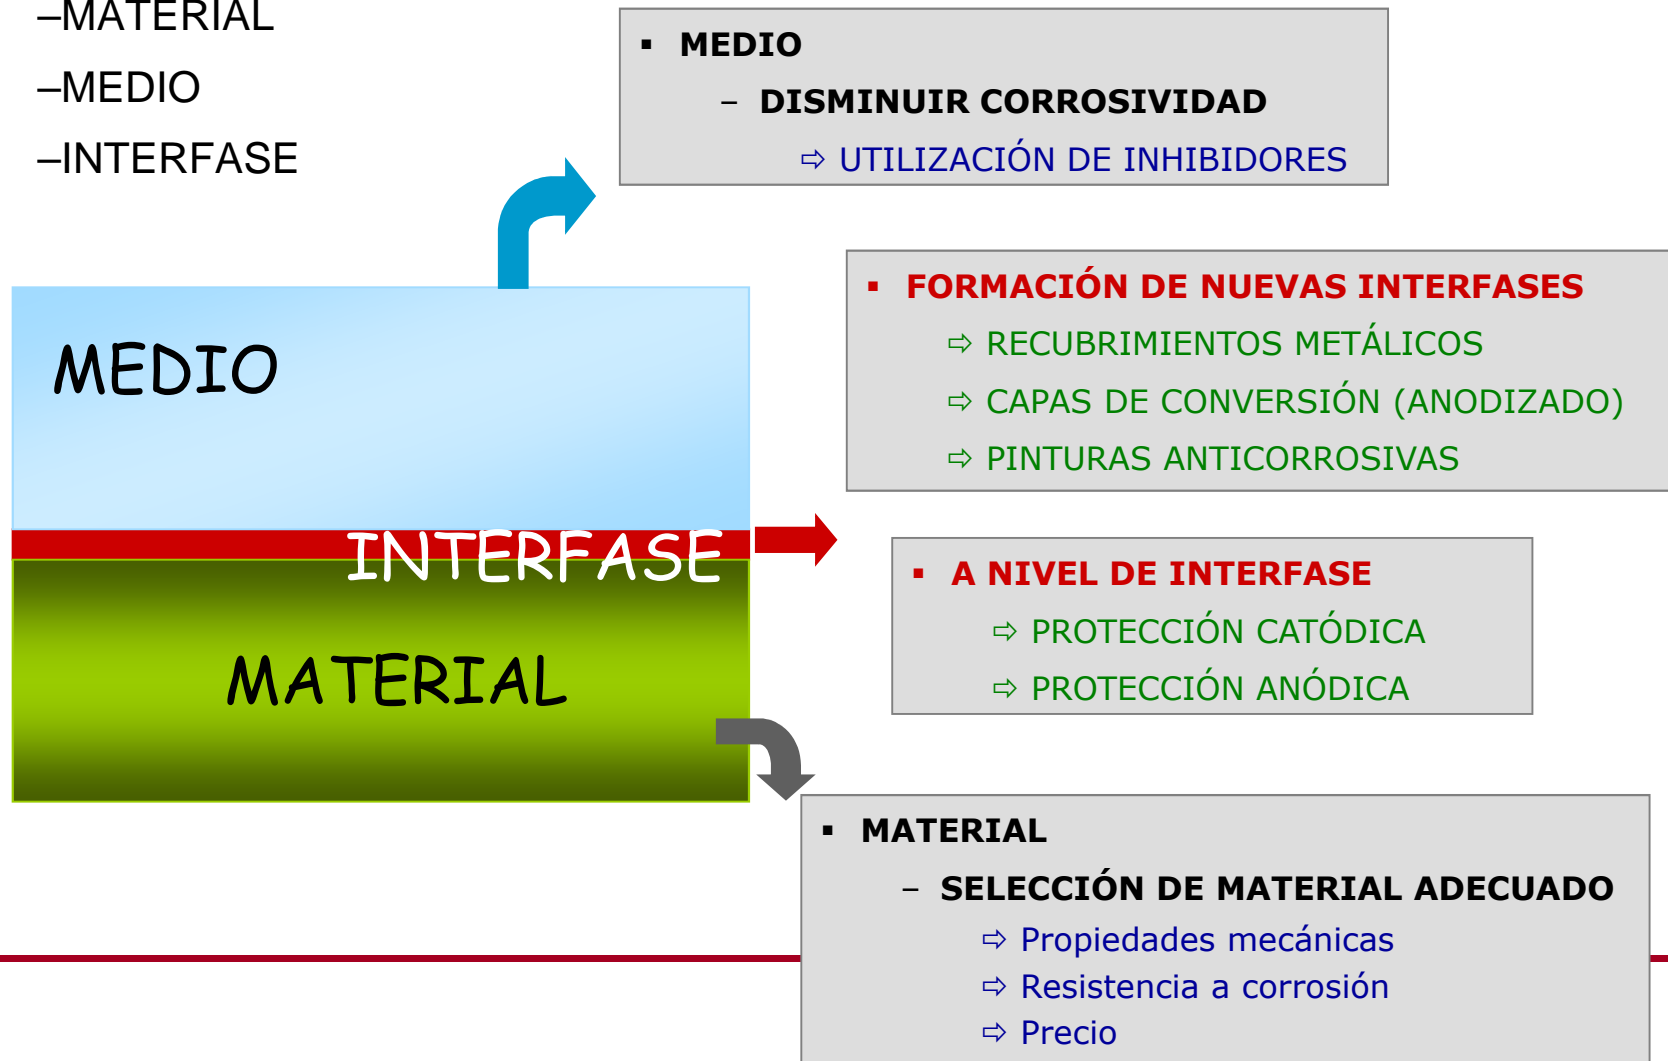 –MATERIAL
–MEDIO
–INTERFASE
▪ MEDIO
– DISMINUIR CORROSIVIDAD
⇨ UTILIZACIÓN DE INHIBIDORES
▪ FORMACIÓN DE NUEVAS INTERFASES
⇨ RECUBRIMIENTOS METÁLICOS
⇨ CAPAS DE CONVERSIÓN (ANODIZADO)
⇨ PINTURAS ANTICORROSIVAS
MEDIO
INTERFASE
MATERIAL
▪ A NIVEL DE INTERFASE
⇨ PROTECCIÓN CATÓDICA
⇨ PROTECCIÓN ANÓDICA
▪ MATERIAL
– SELECCIÓN DE MATERIAL ADECUADO
⇨ Propiedades mecánicas
⇨ Resistencia a corrosión
⇨ Precio